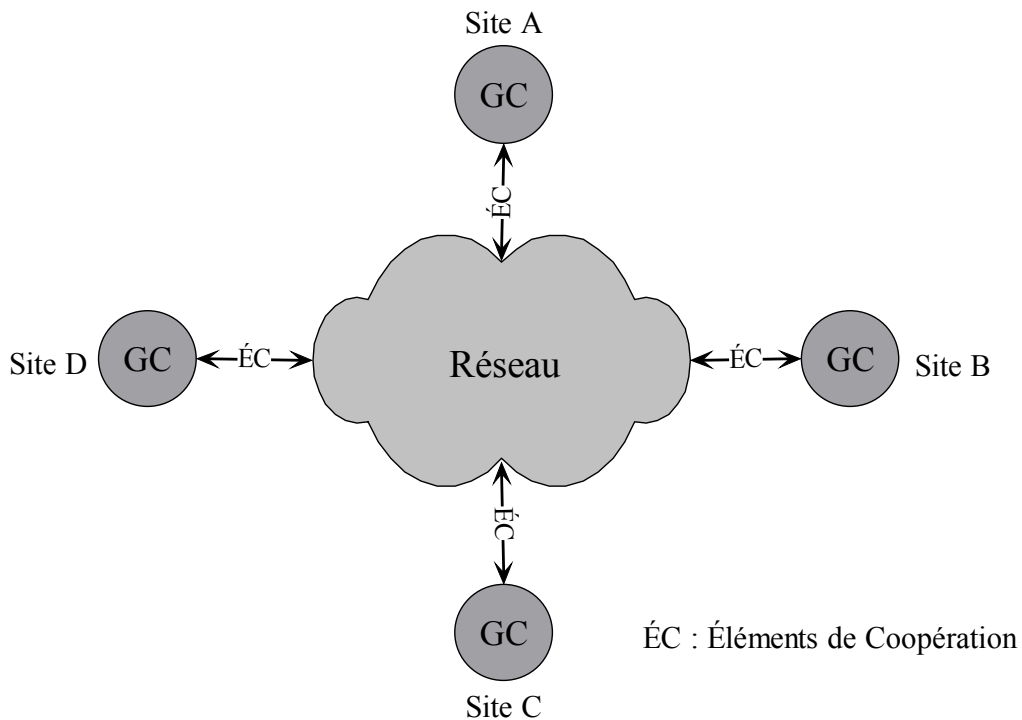 Site A
GC
ÉC
Site D
GC
ÉC
Réseau
ÉC
GC
Site B
ÉC
GC
Site C
ÉC : Éléments de Coopération